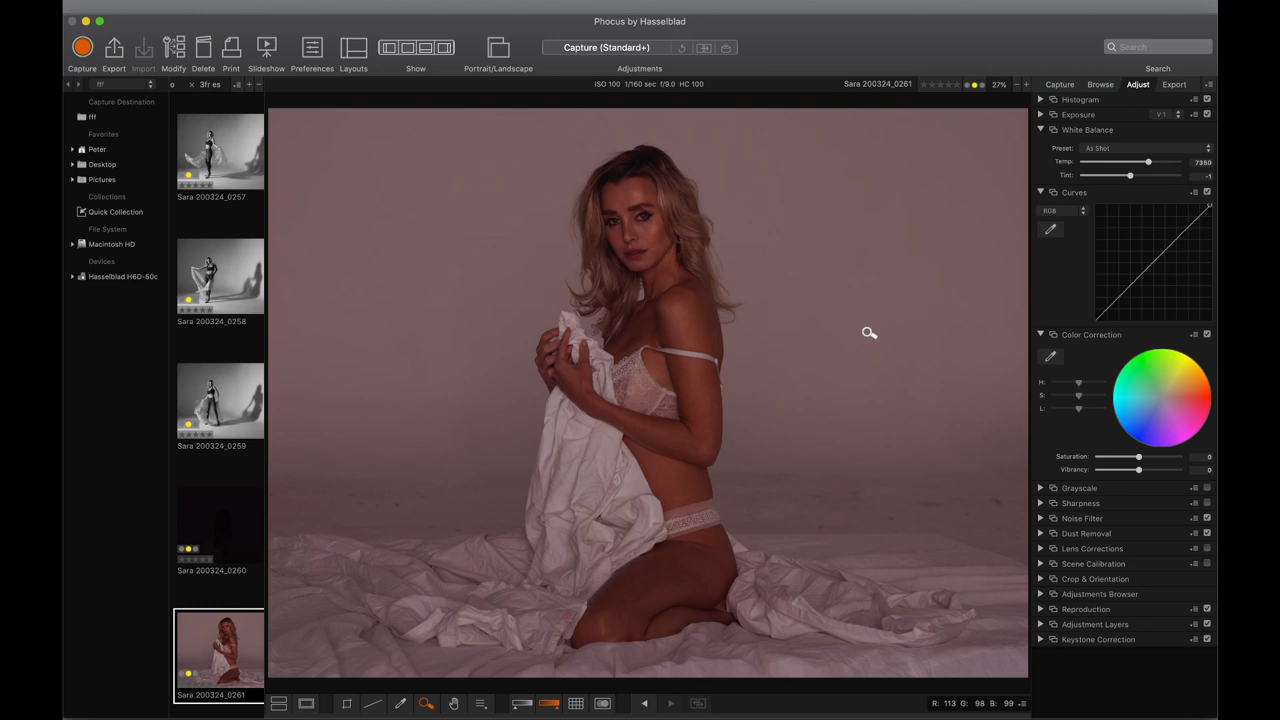 Phocus by Hasselblad
Capture (Standard+)
Search
Capture Export Import Modify Delete Print Slideshow Preferences Layouts Show Portrait/Landscape Adjustments Search
fff 3fr es ISO 100 1/160 sec f/9.0 HC 100 Sara 200324_0261 27% Capture Browse Adjust Export
Capture Destination
fff
Favorites
Peter
Desktop
Pictures
Collections
Quick Collection
File System
Macintosh HD
Devices
Hasselblad H6D-50c
Sara 200324_0257
Sara 200324_0258
Sara 200324_0259
Sara 200324_0260
Sara 200324_0261
Histogram
Exposure V 1
White Balance
Preset: As Shot
Temp: 7350
Tint: -1
Curves
RGB
Color Correction
H:
S:
L:
Saturation: 0
Vibrancy: 0
Grayscale
Sharpness
Noise Filter
Dust Removal
Lens Corrections
Scene Calibration
Crop & Orientation
Adjustments Browser
Reproduction
Adjustment Layers
Keystone Correction
R: 113 G: 98 B: 99